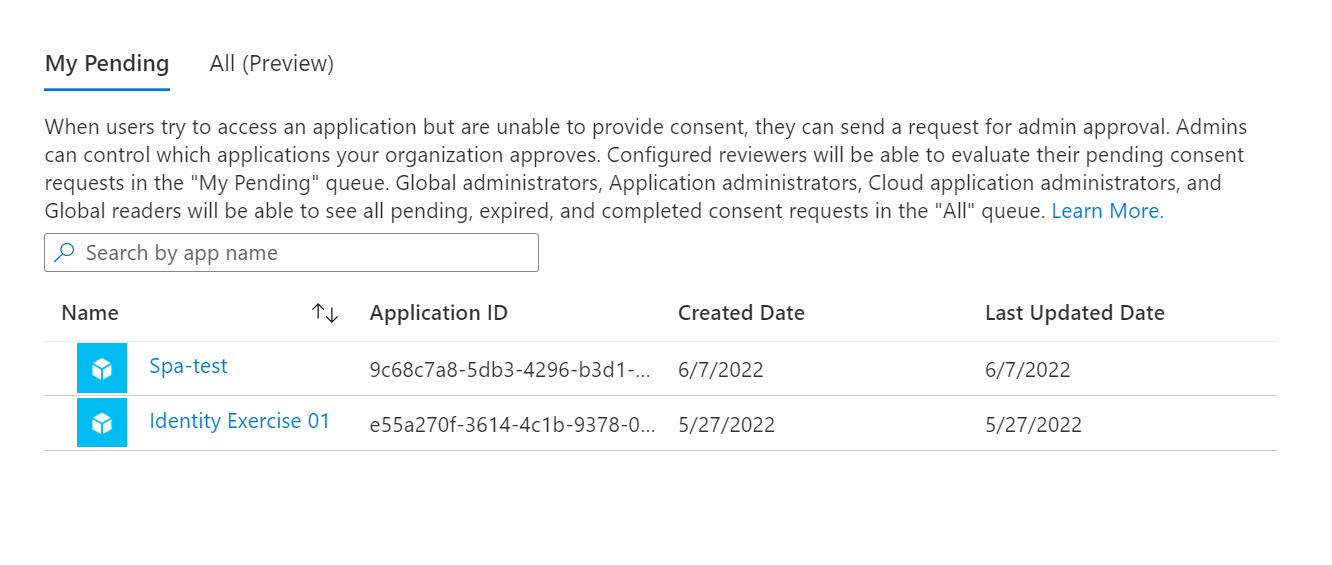 My Pending All (Preview)
When users try to access an application but are unable to provide consent, they can send a request for admin approval. Admins
can control which applications your organization approves. Configured reviewers will be able to evaluate their pending consent
requests in the "My Pending" queue. Global administrators, Application administrators, Cloud application administrators, and
Global readers will be able to see all pending, expired, and completed consent requests in the "All" queue. Learn More.
Search by app name
Name Application ID Created Date Last Updated Date
Spa-test 9c68c7a8-5db3-4296-b3d1-... 6/7/2022 6/7/2022
Identity Exercise 01 e55a270f-3614-4c1b-9378-0... 5/27/2022 5/27/2022